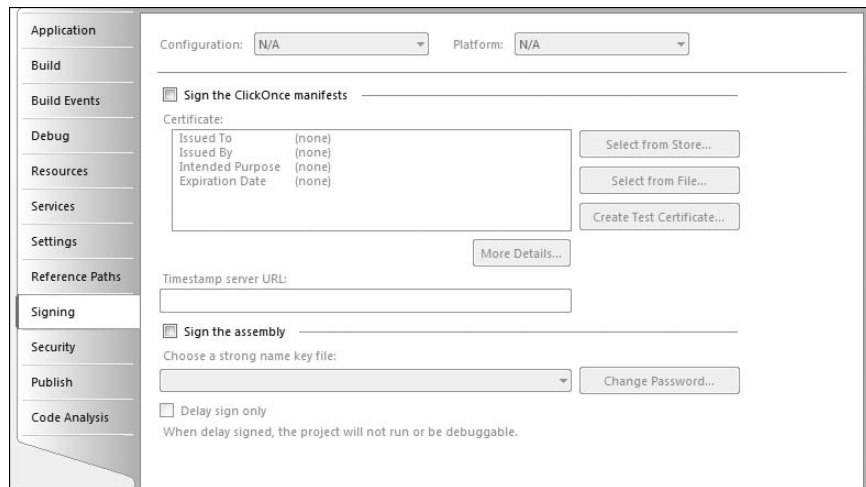 Application
Build
Build Events
Debug
Resources
Services
Settings
Reference Paths
Signing
Security
Publish
Code Analysis
Configuration: N/A Platform: N/A
Sign the ClickOnce manifests
Certificate:
Issued To (none)
Issued By (none)
Intended Purpose (none)
Expiration Date (none)
Select from Store...
Select from File...
Create Test Certificate...
More Details...
Timestamp server URL:
Sign the assembly
Choose a strong name key file:
Change Password...
Delay sign only
When delay signed, the project will not run or be debuggable.